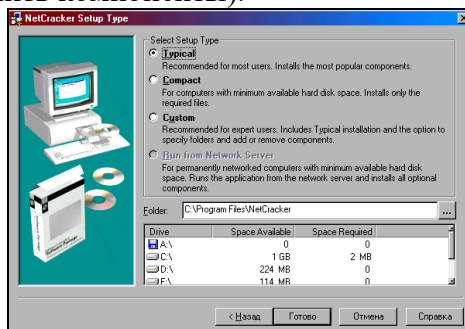 NetCracker Setup Type
Select Setup Type
Typical
Recommended for most users. Installs the most popular components.
Compact
For computers with minimum available hard disk space. Installs only the
required files.
Custom
Recommended for expert users. Includes Typical installation and the option to
specify folders and add or remove components.
Run from Network Server
For permanently networked computers with minimum available hard disk
space. Runs the application from the network server and installs all optional
components.
Folder: C:\Program Files\NetCracker ...
Drive Space Available Space Required
A:\ 0 0
C:\ 1 GB 2 MB
D:\ 224 MB 0
E:\ 114 MB 0
< Назад Готово Отмена Справка